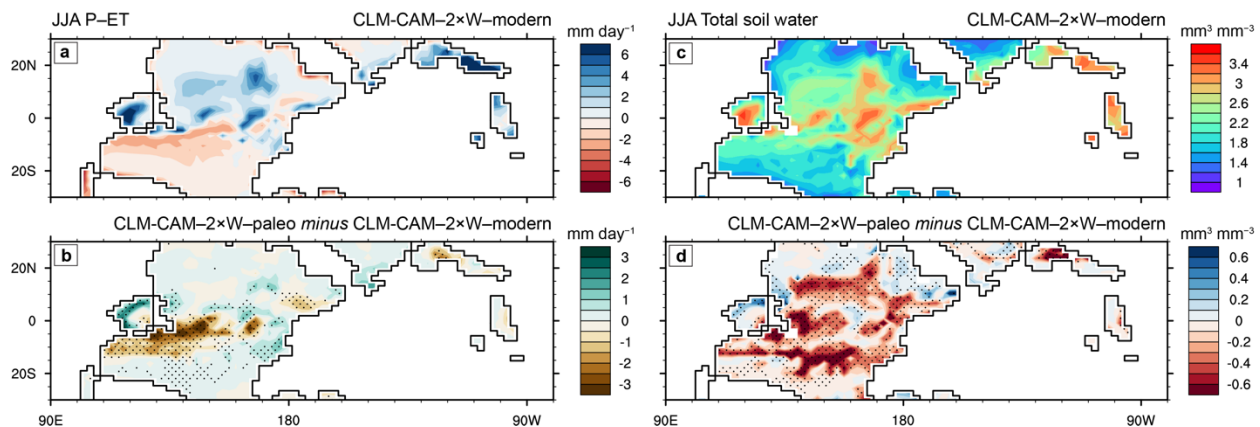 JJA P–ET CLM-CAM–2×W–modern mm day⁻¹
a
20N
0
20S
6
4
2
0
-2
-4
-6
JJA Total soil water CLM-CAM–2×W–modern mm³ mm⁻³
c
3.4
3
2.6
2.2
1.8
1.4
1
CLM-CAM–2×W–paleo minus CLM-CAM–2×W–modern mm day⁻¹
b
20N
0
20S
90E 180 90W
3
2
1
0
-1
-2
-3
CLM-CAM–2×W–paleo minus CLM-CAM–2×W–modern mm³ mm⁻³
d
90E 180 90W
0.6
0.4
0.2
0
-0.2
-0.4
-0.6